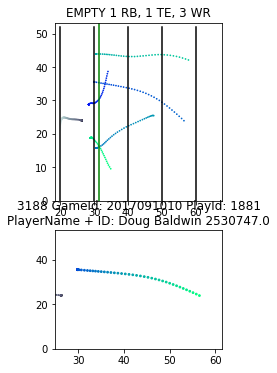 EMPTY 1 RB, 1 TE, 3 WR
50
40
30
20
10
0
20 30 40 50 60
3188 GameId: 2017091010 PlayId: 1881
PlayerName + ID: Doug Baldwin 2530747.0
40
20
0
30 40 50 60